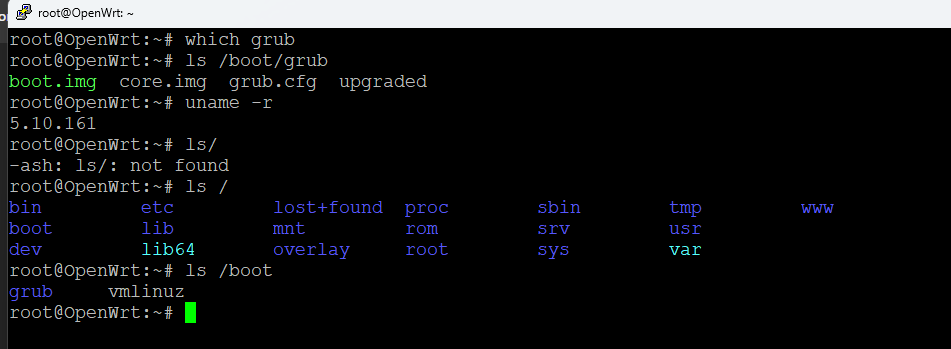 root@OpenWrt: ~
root@OpenWrt:~# which grub
root@OpenWrt:~# ls /boot/grub
boot.img core.img grub.cfg upgraded
root@OpenWrt:~# uname -r
5.10.161
root@OpenWrt:~# ls/
-ash: ls/: not found
root@OpenWrt:~# ls /
bin etc lost+found proc sbin tmp www
boot lib mnt rom srv usr
dev lib64 overlay root sys var
root@OpenWrt:~# ls /boot
grub vmlinuz
root@OpenWrt:~#